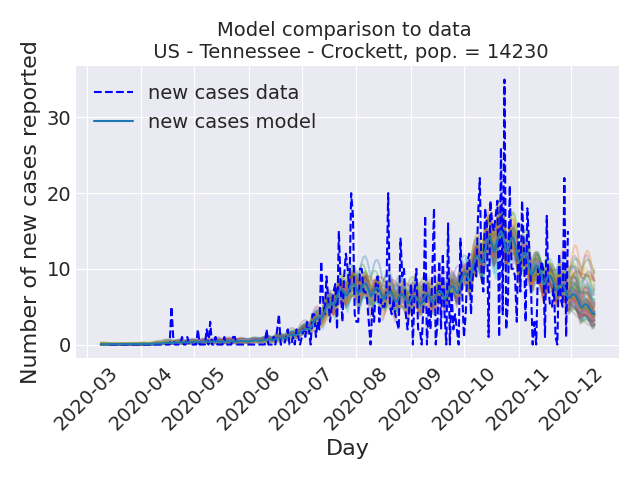 Model comparison to data
US - Tennessee - Crockett, pop. = 14230
Number of new cases reported
30
20
10
0
new cases data
new cases model
2020-03
2020-04
2020-05
2020-06
2020-07
2020-08
2020-09
2020-10
2020-11
2020-12
Day